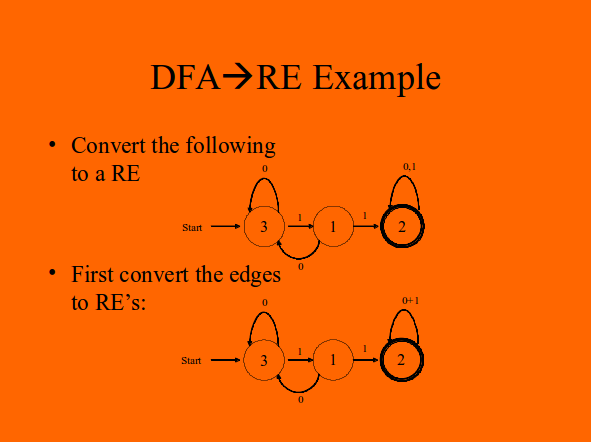 DFA→RE Example
• Convert the following
to a RE
0
0,1
Start
3
1
1
1
2
0
• First convert the edges
to RE's:
0
0+1
Start
3
1
1
1
2
0